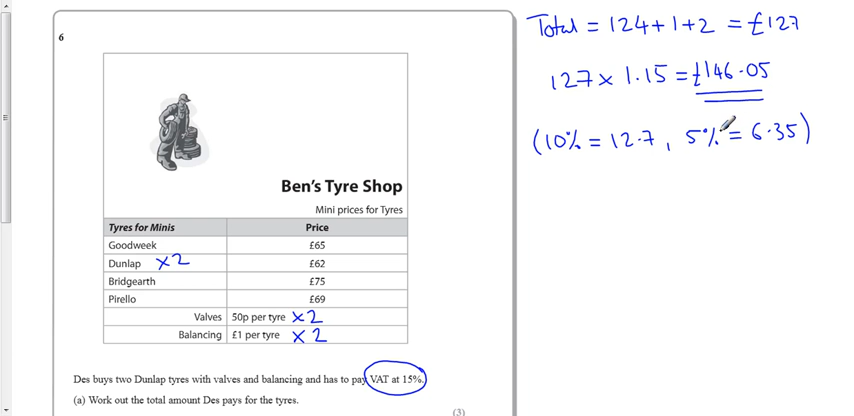 6
Total = 124 + 1 + 2 = £127
127 × 1.15 = £146.05
(10% = 12.7, 5% = 6.35)
Ben's Tyre Shop
Mini prices for Tyres
Tyres for Minis Price
Goodweek £65
Dunlap ×2 £62
Bridgearth £75
Pirello £69
Valves 50p per tyre ×2
Balancing £1 per tyre ×2
Des buys two Dunlap tyres with valves and balancing and has to pay VAT at 15%.
(a) Work out the total amount Des pays for the tyres.
(3)